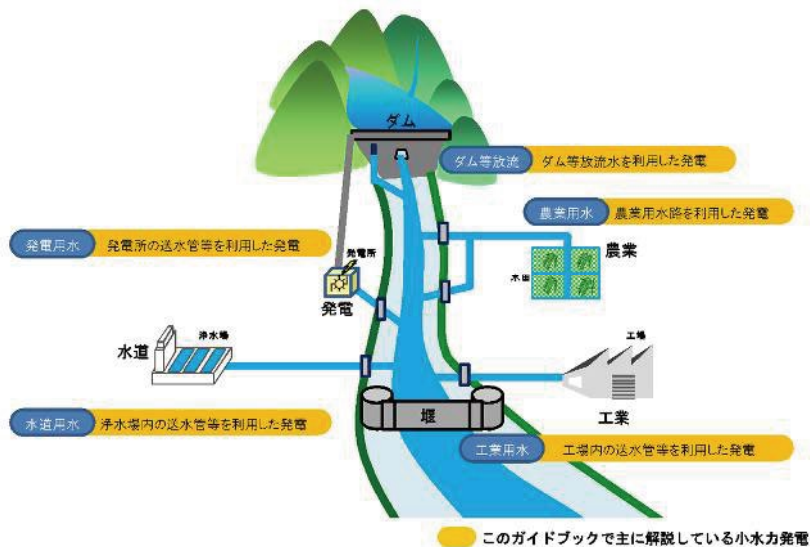 ダム
ダム等放流 ダム等放流水を利用した発電
農業用水 農業用水路を利用した発電
発電用水 発電所の送水管等を利用した発電
発電所
発電
農業
水田
水道
浄水場
工場
工業
堰
水道用水 浄水場内の送水管等を利用した発電
工業用水 工場内の送水管等を利用した発電
このガイドブックで主に解説している小水力発電